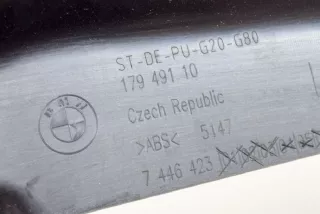 ST-DE-PU-G20-G80
179 491 10
Czech Republic
>ABS< 5147
7 446 423